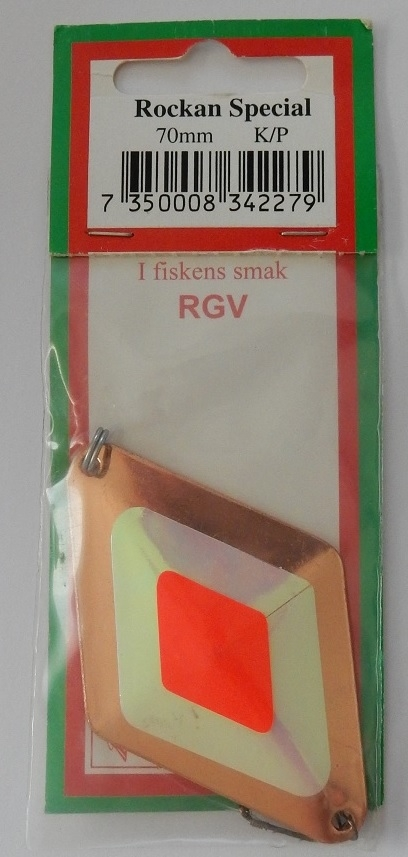 Rockan Special
70mm K/P
7 350008 342279
I fiskens smak
RGV